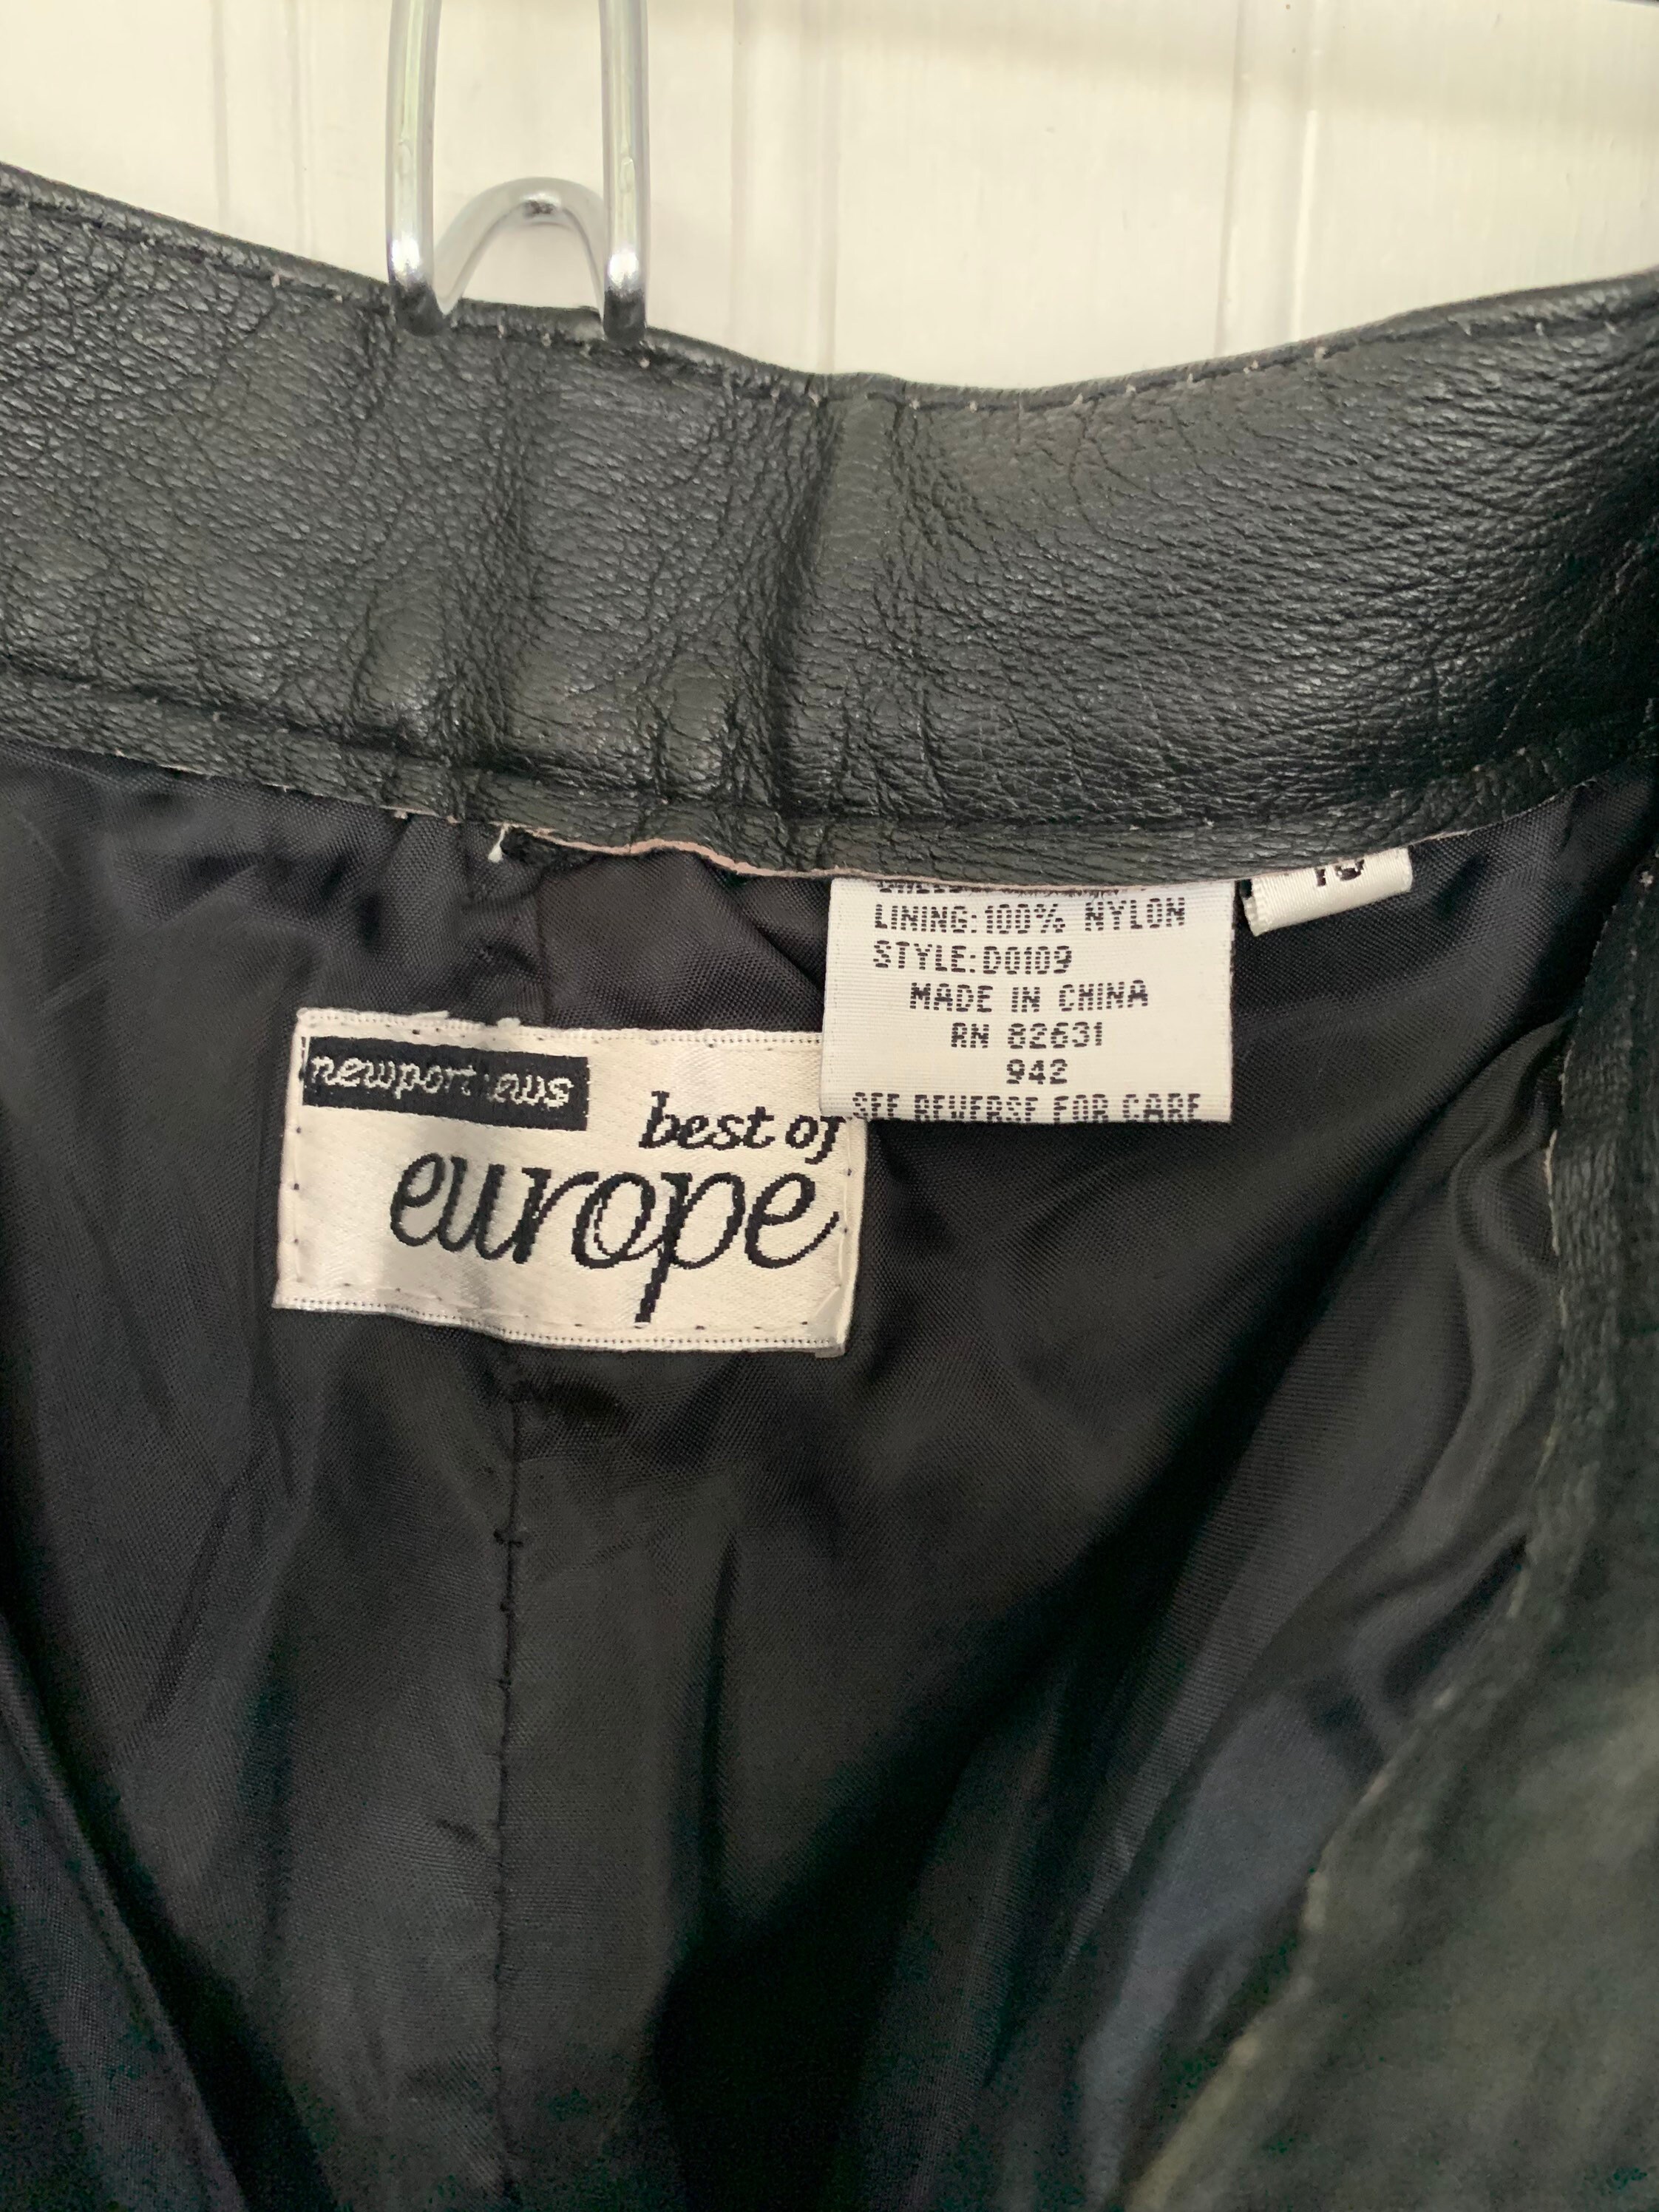 newport ews
best of
europe
LINING: 100% NYLON
STYLE: D0109
MADE IN CHINA
RN 82631
942
SEE REVERSE FOR CARE